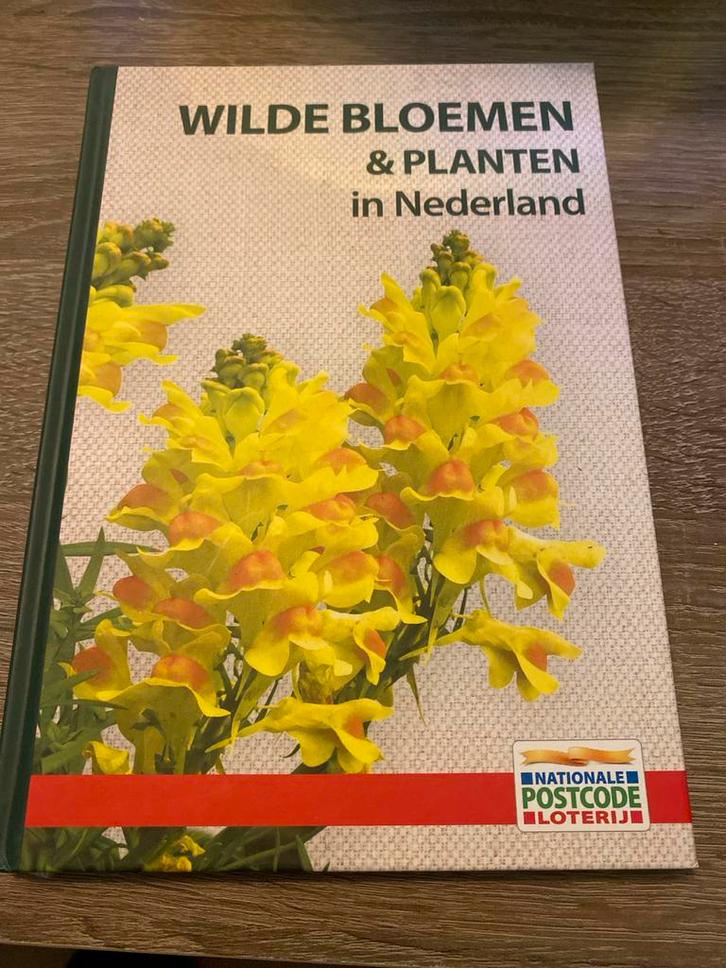 WILDE BLOEMEN
& PLANTEN
in Nederland
NATIONALE
POSTCODE
LOTERIJ